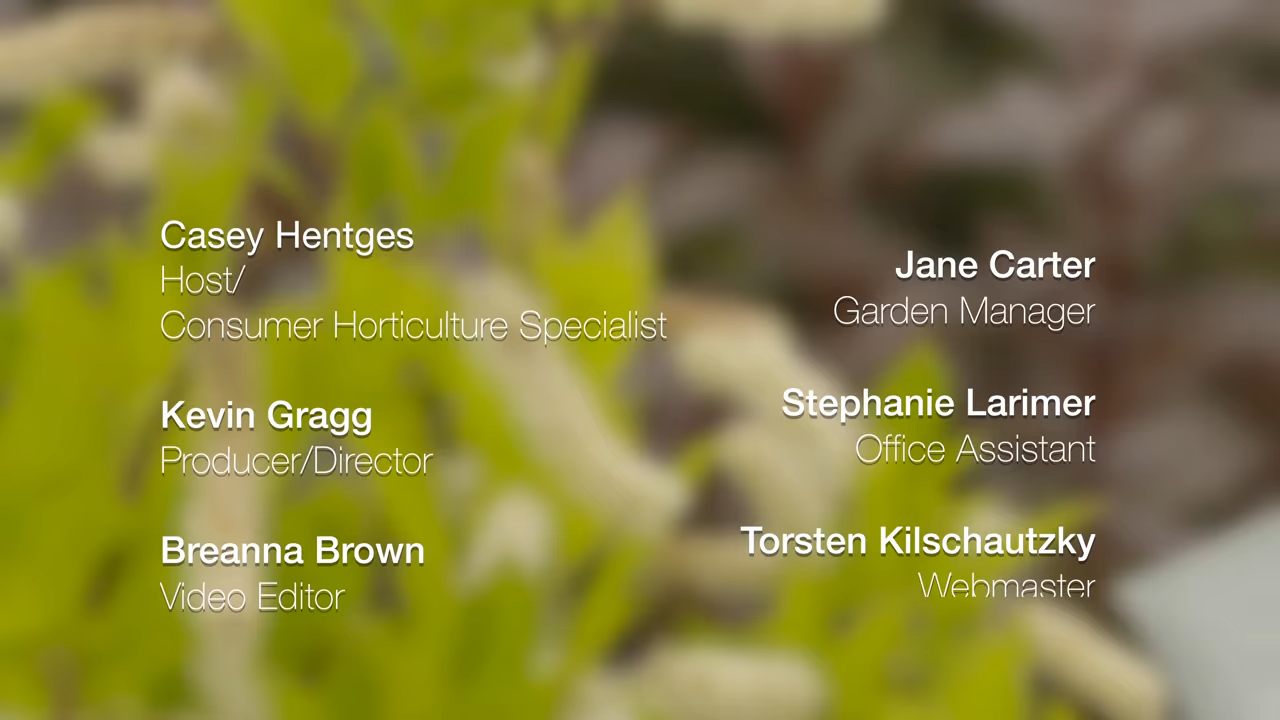 Casey Hentges
Host/
Consumer Horticulture Specialist
Kevin Gragg
Producer/Director
Breanna Brown
Video Editor
Jane Carter
Garden Manager
Stephanie Larimer
Office Assistant
Torsten Kilschautzky
Webmaster